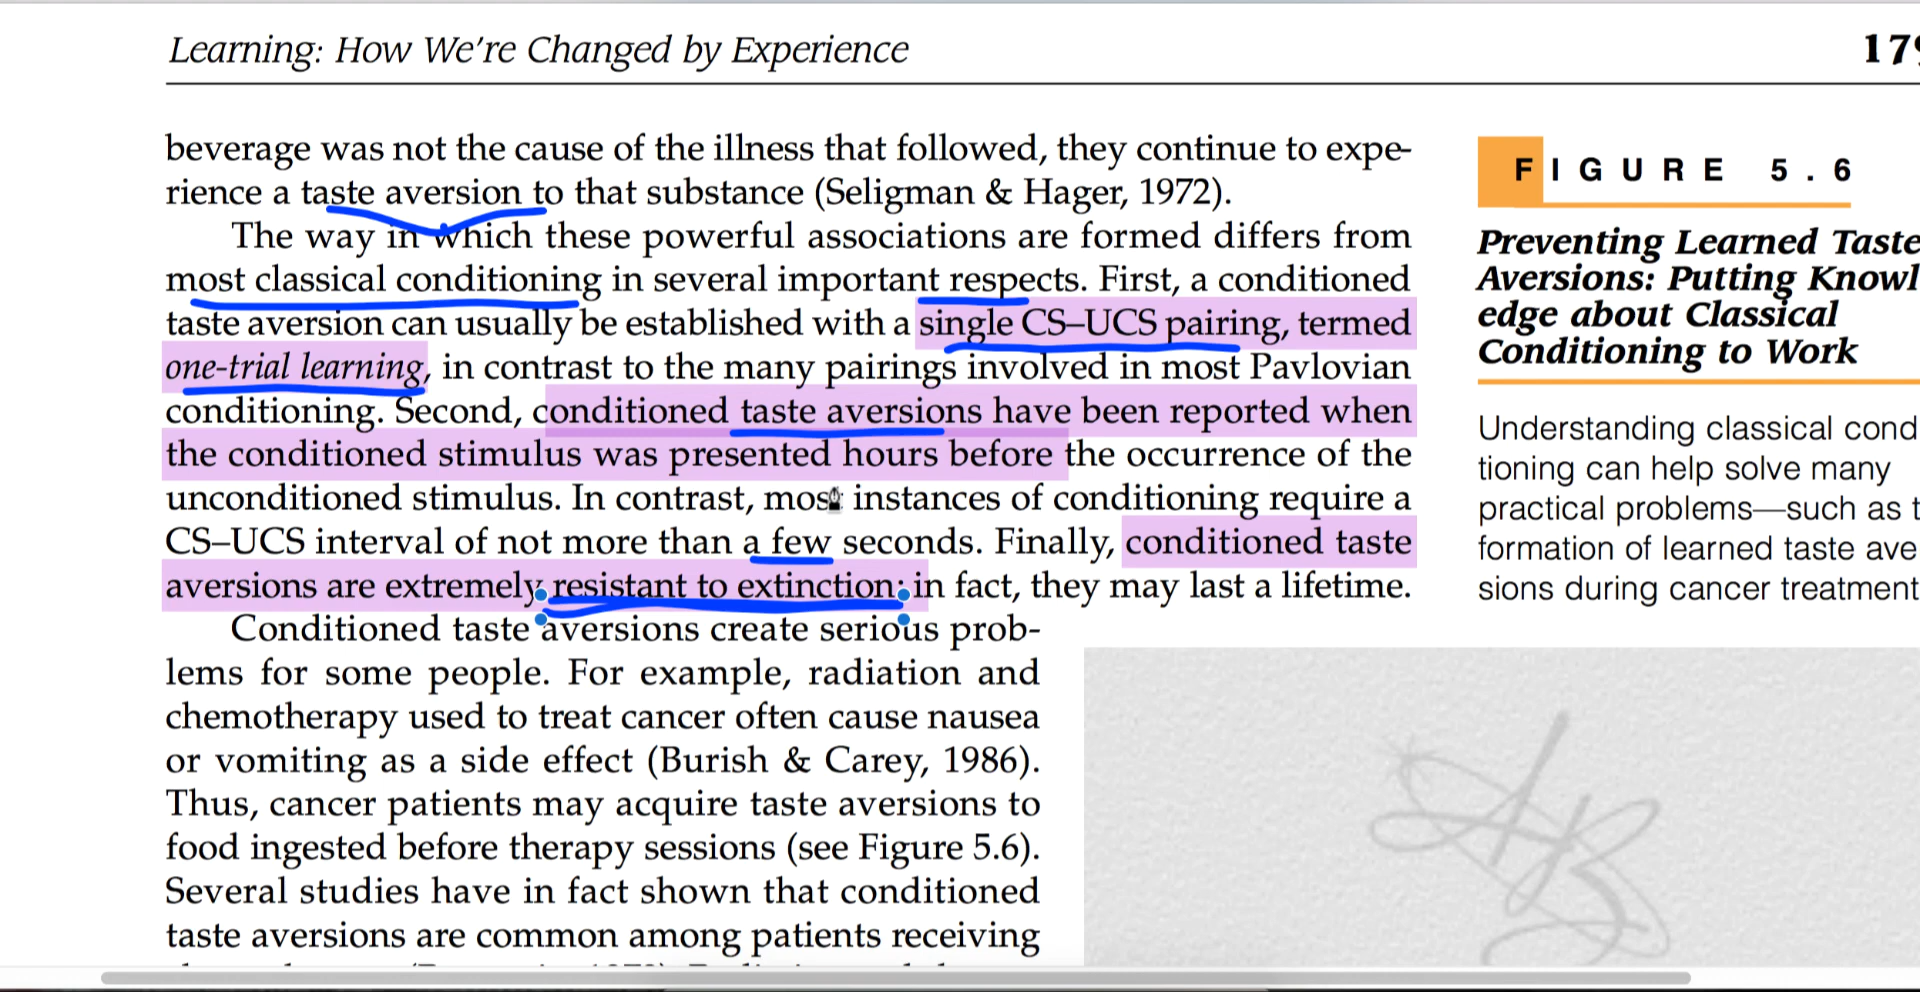 Learning: How We're Changed by Experience
beverage was not the cause of the illness that followed, they continue to expe-
rience a taste aversion to that substance (Seligman & Hager, 1972).
The way in which these powerful associations are formed differs from
most classical conditioning in several important respects. First, a conditioned
taste aversion can usually be established with a single CS–UCS pairing, termed
one-trial learning, in contrast to the many pairings involved in most Pavlovian
conditioning. Second, conditioned taste aversions have been reported when
the conditioned stimulus was presented hours before the occurrence of the
unconditioned stimulus. In contrast, most instances of conditioning require a
CS–UCS interval of not more than a few seconds. Finally, conditioned taste
aversions are extremely resistant to extinction; in fact, they may last a lifetime.
Conditioned taste aversions create serious prob-
lems for some people. For example, radiation and
chemotherapy used to treat cancer often cause nausea
or vomiting as a side effect (Burish & Carey, 1986).
Thus, cancer patients may acquire taste aversions to
food ingested before therapy sessions (see Figure 5.6).
Several studies have in fact shown that conditioned
taste aversions are common among patients receiving
FIGURE 5.6
Preventing Learned Taste
Aversions: Putting Knowl
edge about Classical
Conditioning to Work
Understanding classical cond
tioning can help solve many
practical problems—such as t
formation of learned taste ave
sions during cancer treatment